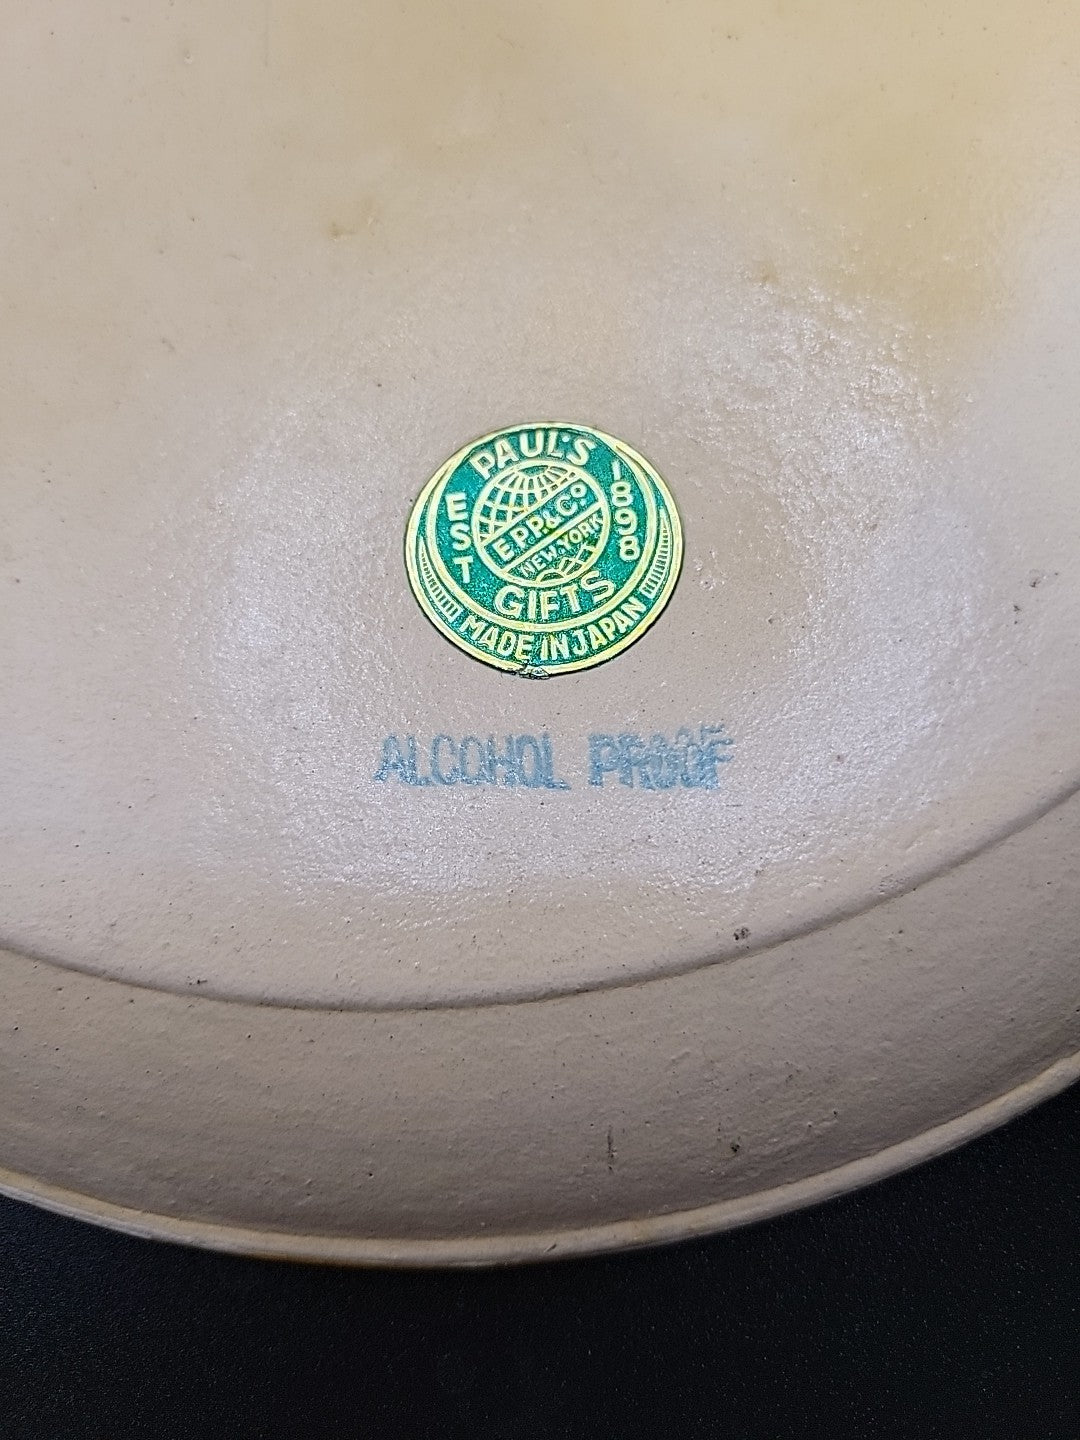 PAUL'S
EST 1898
E.P.P. & Co.
NEW YORK
GIFTS
MADE IN JAPAN
ALCOHOL PROOF